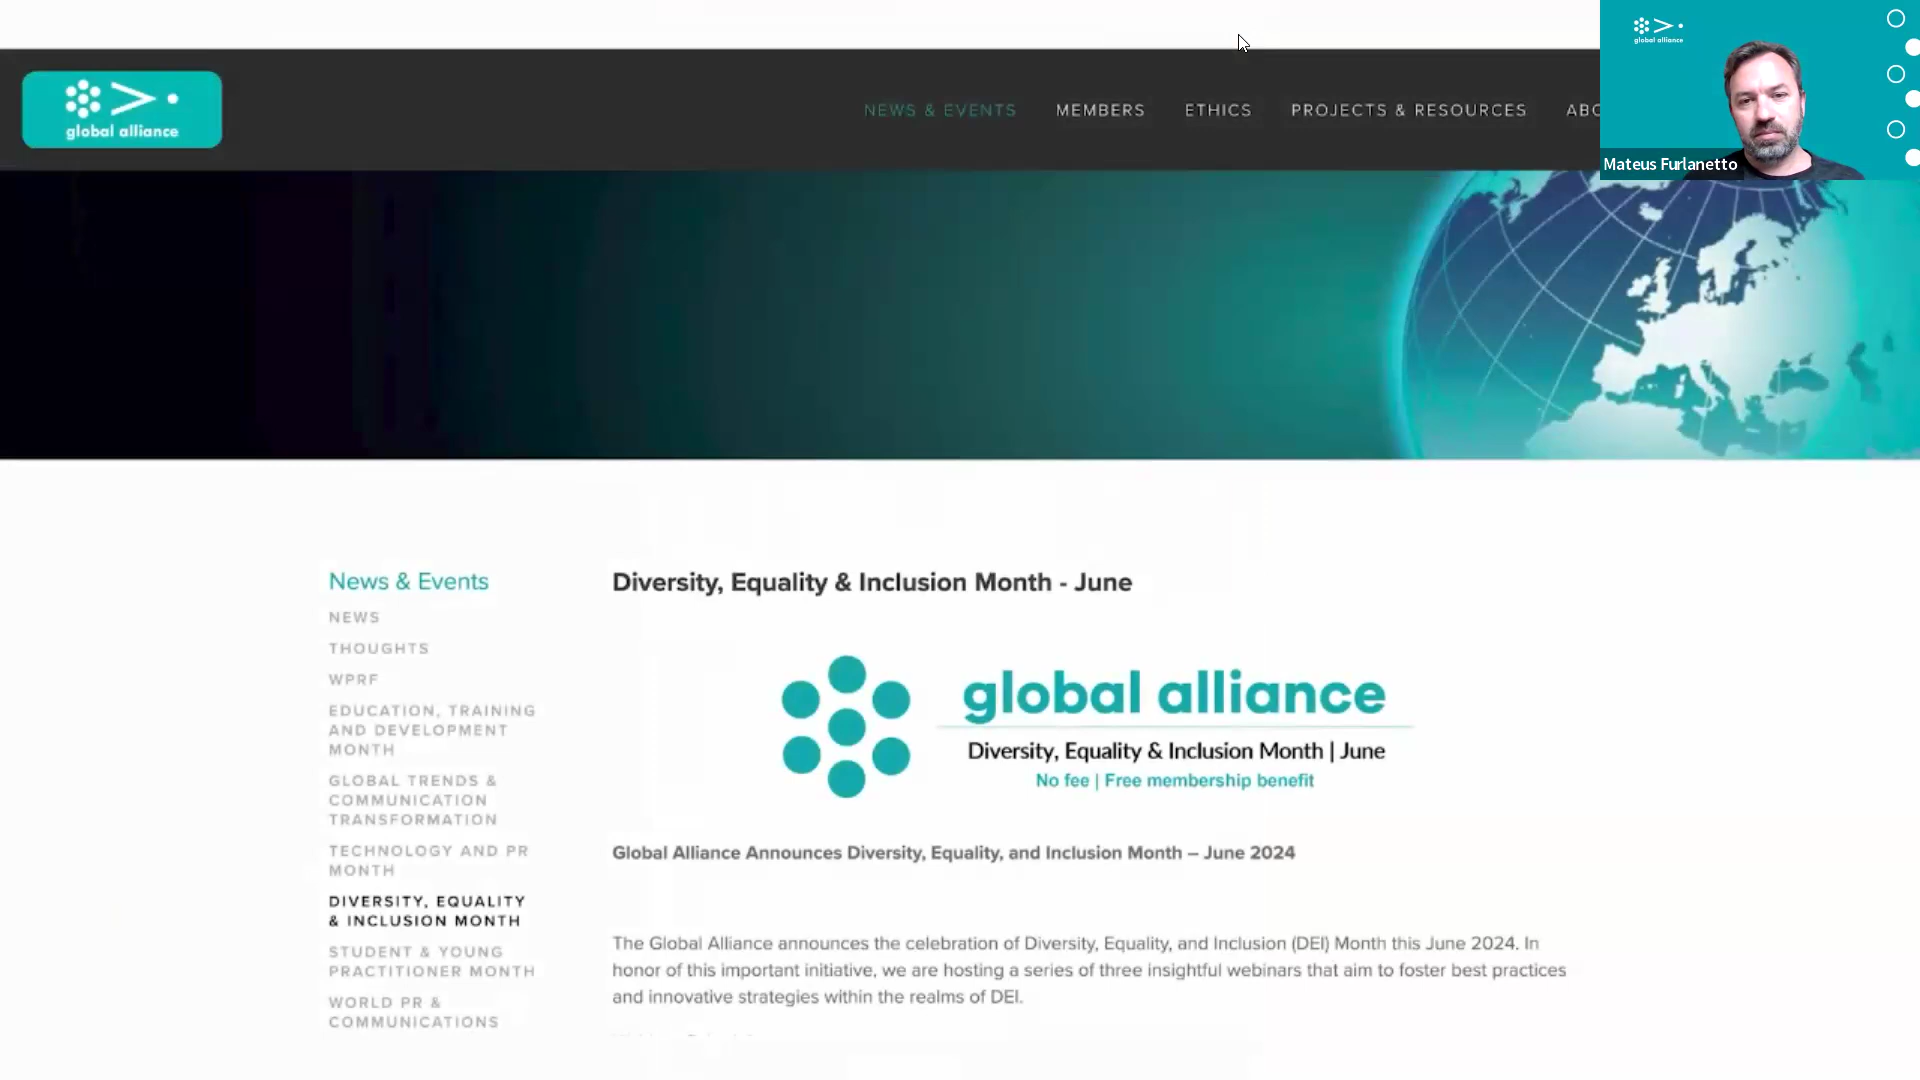 global alliance
NEWS & EVENTS
MEMBERS
ETHICS
PROJECTS & RESOURCES
global alliance
Mateus Furlanetto
News & Events
NEWS
THOUGHTS
WPRF
EDUCATION, TRAINING
AND DEVELOPMENT
MONTH
GLOBAL TRENDS &
COMMUNICATION
TRANSFORMATION
TECHNOLOGY AND PR
MONTH
DIVERSITY, EQUALITY
& INCLUSION MONTH
STUDENT & YOUNG
PRACTITIONER MONTH
WORLD PR &
COMMUNICATIONS
Diversity, Equality & Inclusion Month - June
global alliance
Diversity, Equality & Inclusion Month | June
No fee | Free membership benefit
Global Alliance Announces Diversity, Equality, and Inclusion Month – June 2024
The Global Alliance announces the celebration of Diversity, Equality, and Inclusion (DEI) Month this June 2024. In
honor of this important initiative, we are hosting a series of three insightful webinars that aim to foster best practices
and innovative strategies within the realms of DEI.